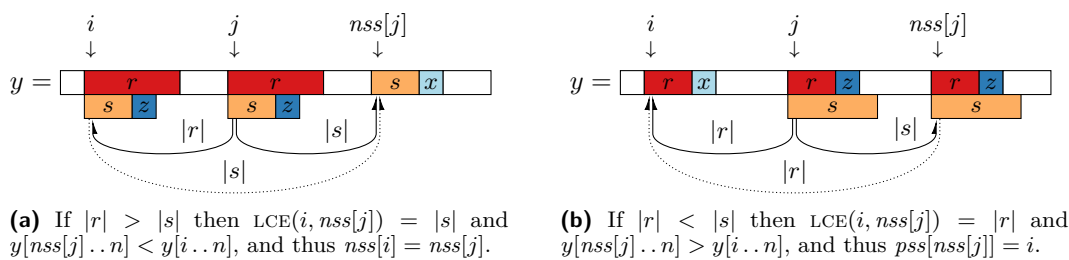 i j nss[j] i j nss[j]
↓ ↓ ↓ ↓ ↓ ↓
y = r r s x y = r x r z r z
s z s z s s
|r| |s| |r| |s|
|s| |r|
(a) If |r| > |s| then LCE(i, nss[j]) = |s| and
y[nss[j] . . n] < y[i . . n], and thus nss[i] = nss[j].
(b) If |r| < |s| then LCE(i, nss[j]) = |r| and
y[nss[j] . . n] > y[i . . n], and thus pss[nss[j]] = i.